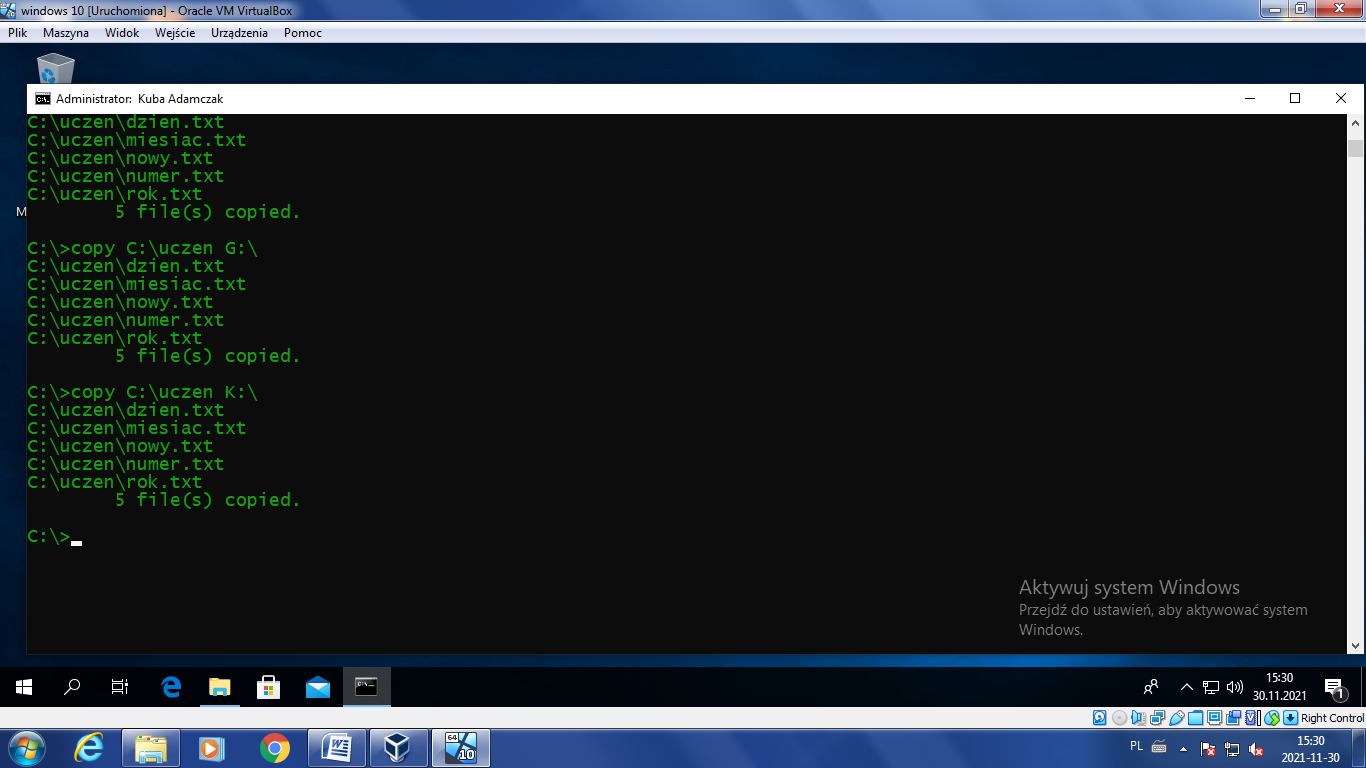 windows 10 [Uruchomiona] - Oracle VM VirtualBox
Plik Maszyna Widok Wejście Urządzenia Pomoc
Administrator: Kuba Adamczak
C:\uczen\dzien.txt
C:\uczen\miesiac.txt
C:\uczen\nowy.txt
C:\uczen\numer.txt
C:\uczen\rok.txt
5 file(s) copied.
M
C:\>copy C:\uczen G:\
C:\uczen\dzien.txt
C:\uczen\miesiac.txt
C:\uczen\nowy.txt
C:\uczen\numer.txt
C:\uczen\rok.txt
5 file(s) copied.
C:\>copy C:\uczen K:\
C:\uczen\dzien.txt
C:\uczen\miesiac.txt
C:\uczen\nowy.txt
C:\uczen\numer.txt
C:\uczen\rok.txt
5 file(s) copied.
C:\>
Aktywuj system Windows
Przejdź do ustawień, aby aktywować system
Windows.
15:30
30.11.2021
1
Right Control
64
10
PL
15:30
2021-11-30